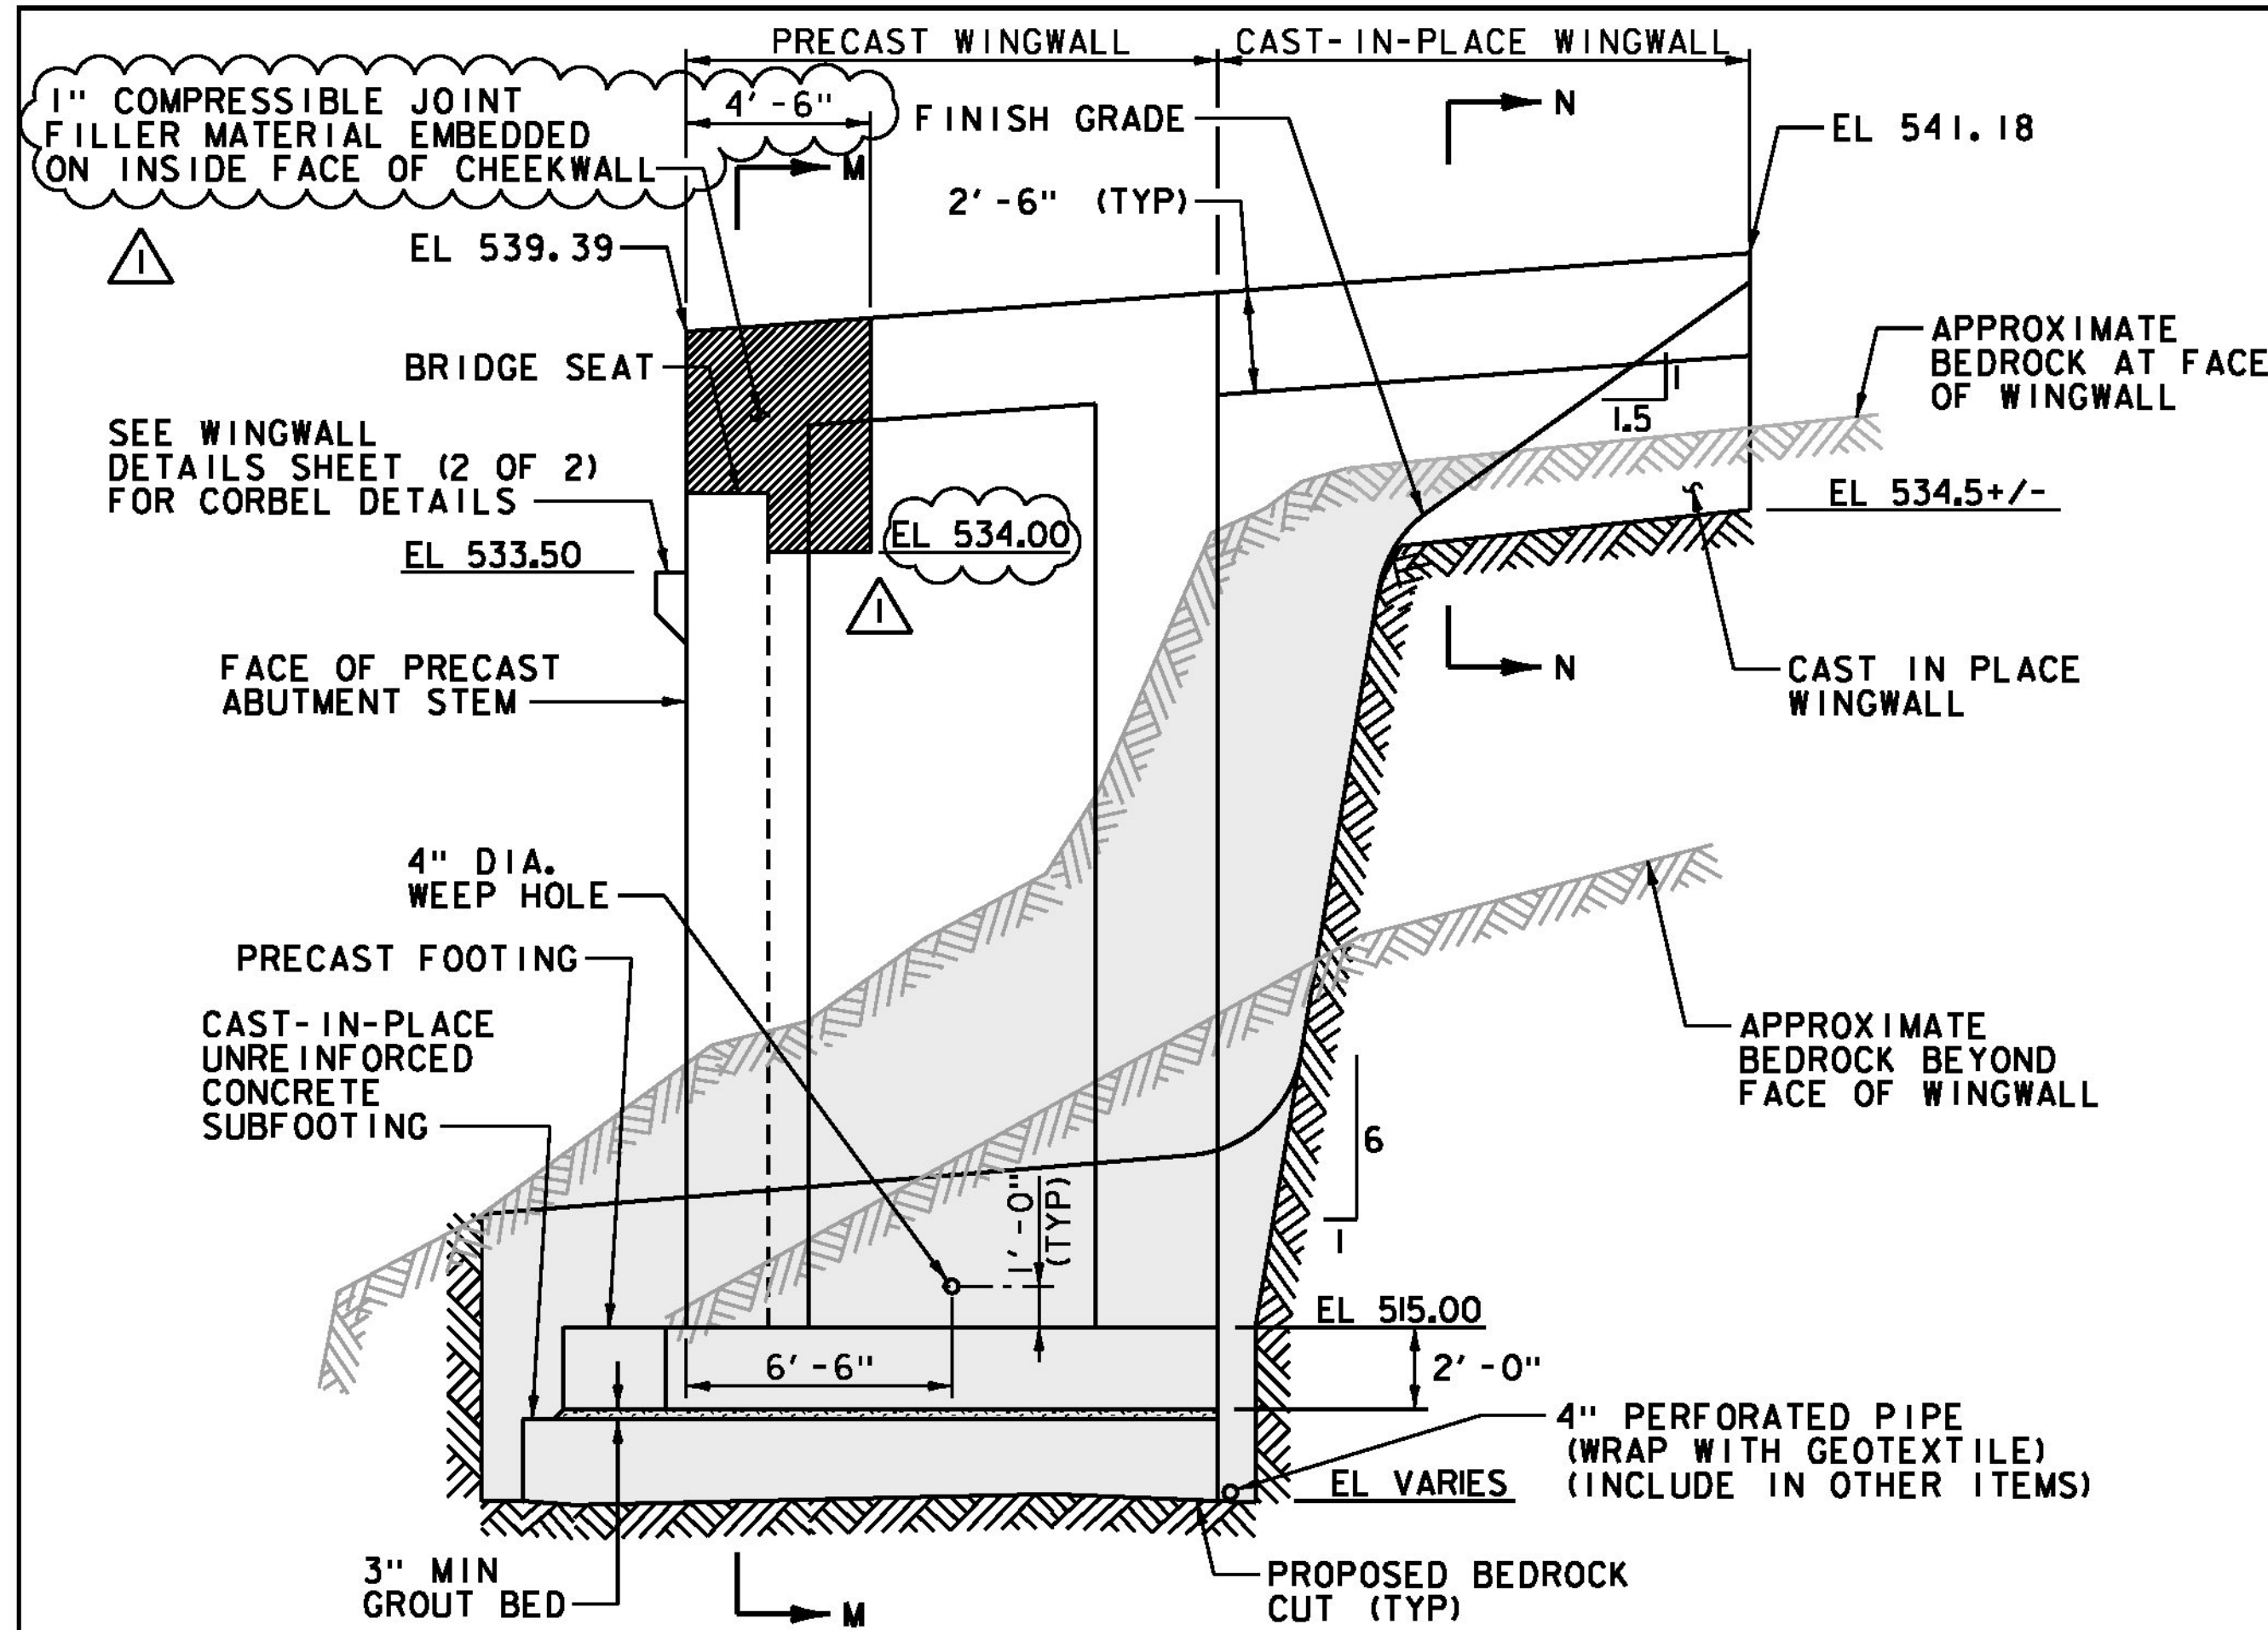 PRECAST WINGWALL
CAST-IN-PLACE WINGWALL
1" COMPRESSIBLE JOINT
FILLER MATERIAL EMBEDDED
ON INSIDE FACE OF CHEEKWALL
4'-6"
FINISH GRADE
N
EL 541.18
M
2'-6" (TYP)
1
EL 539.39
BRIDGE SEAT
APPROXIMATE
BEDROCK AT FACE
OF WINGWALL
1
1.5
SEE WINGWALL
DETAILS SHEET (2 OF 2)
FOR CORBEL DETAILS
EL 534.5+/-
EL 534.00
EL 533.50
1
FACE OF PRECAST
ABUTMENT STEM
N
CAST IN PLACE
WINGWALL
4" DIA.
WEEP HOLE
PRECAST FOOTING
CAST-IN-PLACE
UNREINFORCED
CONCRETE
SUBFOOTING
APPROXIMATE
BEDROCK BEYOND
FACE OF WINGWALL
6
1
1'-0"
(TYP)
EL 515.00
6'-6"
2'-0"
4" PERFORATED PIPE
(WRAP WITH GEOTEXTILE)
(INCLUDE IN OTHER ITEMS)
EL VARIES
3" MIN
GROUT BED
M
PROPOSED BEDROCK
CUT (TYP)